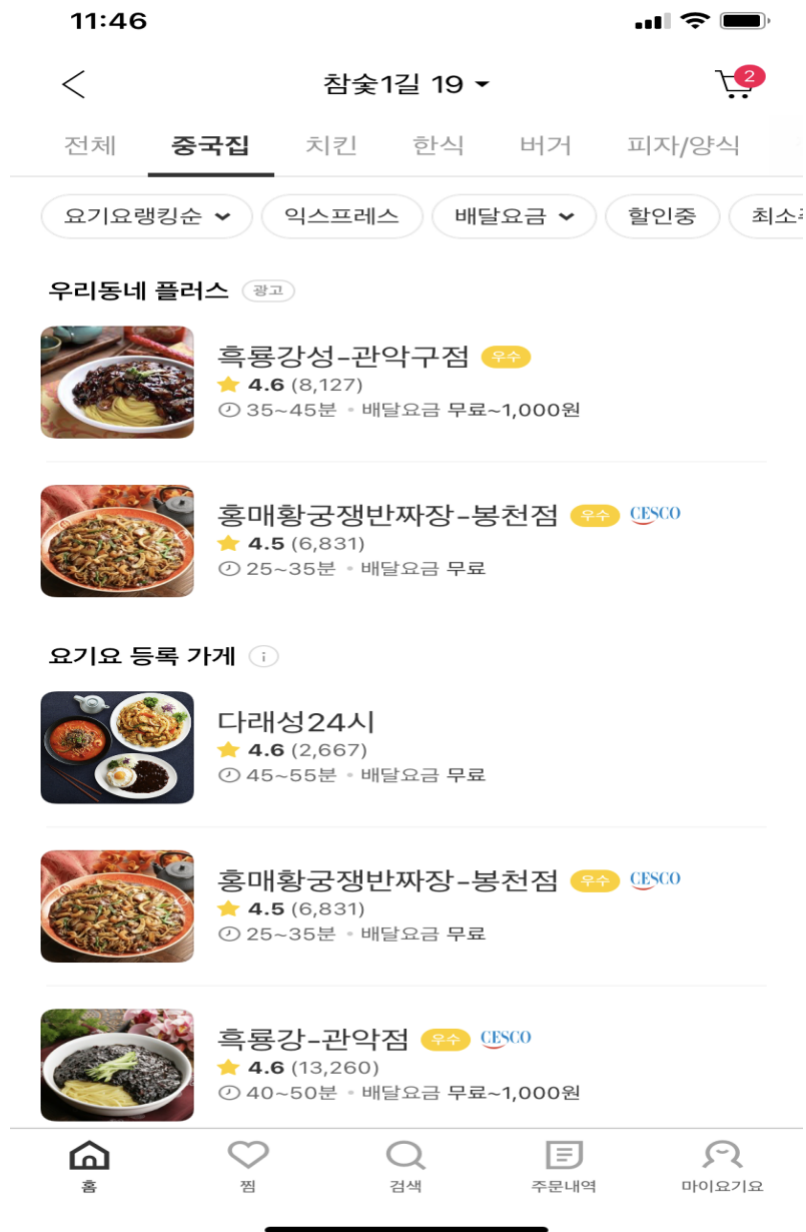 11:46
참숯1길 19
2
전체 중국집 치킨 한식 버거 피자/양식
요기요랭킹순 익스프레스 배달요금 할인중 최소
우리동네 플러스 광고
흑룡강성-관악구점 우수
4.6 (8,127)
35~45분 • 배달요금 무료~1,000원
홍매황궁쟁반짜장-봉천점 우수 CESCO
4.5 (6,831)
25~35분 • 배달요금 무료
요기요 등록 가게 i
다래성24시
4.6 (2,667)
45~55분 • 배달요금 무료
홍매황궁쟁반짜장-봉천점 우수 CESCO
4.5 (6,831)
25~35분 • 배달요금 무료
흑룡강-관악점 우수 CESCO
4.6 (13,260)
40~50분 • 배달요금 무료~1,000원
홈 찜 검색 주문내역 마이요기요